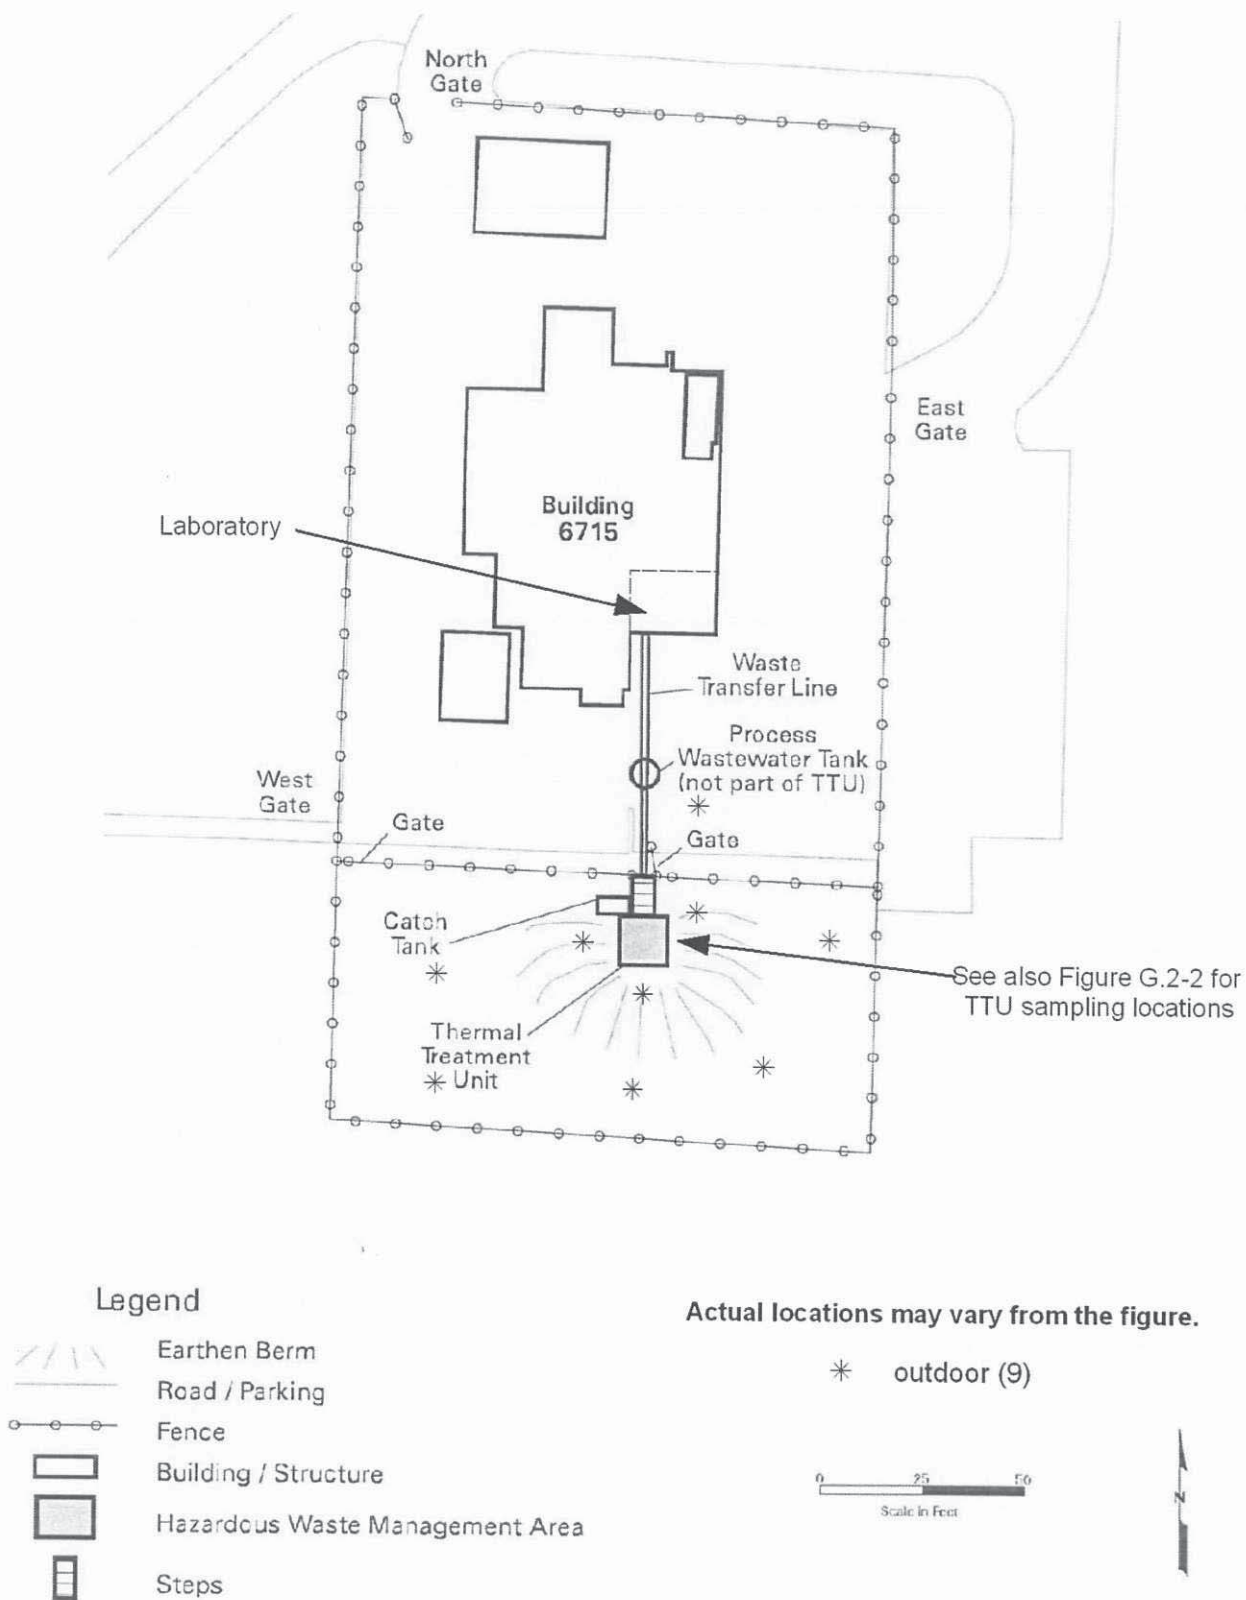 North
Gate
East
Gate
Building
6715
Laboratory
Waste
Transfer Line
Process
Wastewater Tank
(not part of TTU)
West
Gate
Gate
Gate
Catch
Tank
See also Figure G.2-2 for
TTU sampling locations
Thermal
Treatment
Unit
Legend
Earthen Berm
Road / Parking
Fence
Building / Structure
Hazardous Waste Management Area
Steps
Actual locations may vary from the figure.
outdoor (9)
0 25 50
Scale in Feet
N